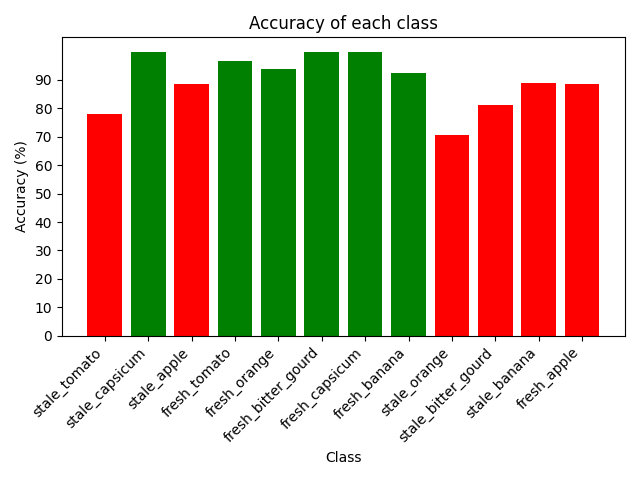 Accuracy of each class
Accuracy (%)
90
80
70
60
50
40
30
20
10
0
stale_tomato
stale_capsicum
stale_apple
fresh_tomato
fresh_orange
fresh_bitter_gourd
fresh_capsicum
fresh_banana
stale_orange
stale_bitter_gourd
stale_banana
fresh_apple
Class